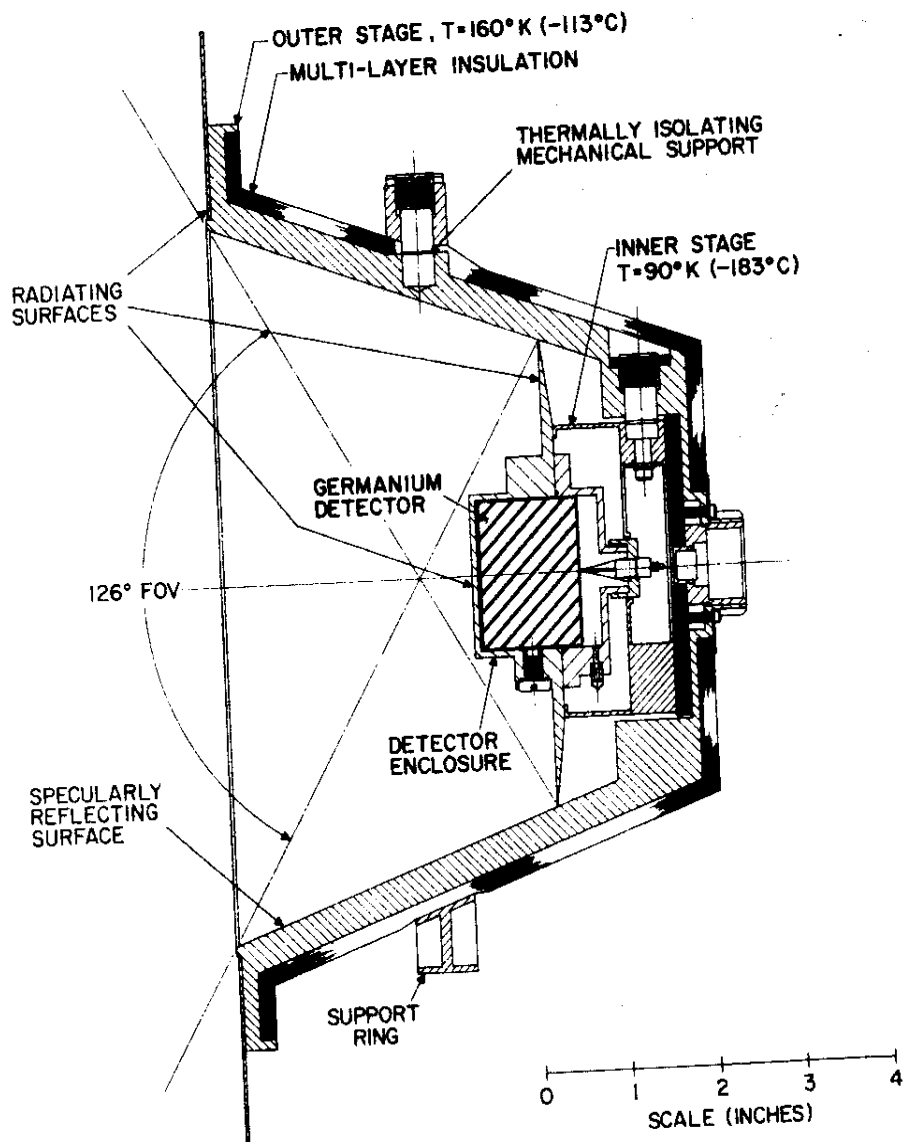 OUTER STAGE, T=160°K (-113°C)
MULTI-LAYER INSULATION
THERMALLY ISOLATING
MECHANICAL SUPPORT
INNER STAGE
T=90°K (-183°C)
RADIATING
SURFACES
GERMANIUM
DETECTOR
126° FOV
DETECTOR
ENCLOSURE
SPECULARLY
REFLECTING
SURFACE
SUPPORT
RING
0 1 2 3 4
SCALE (INCHES)